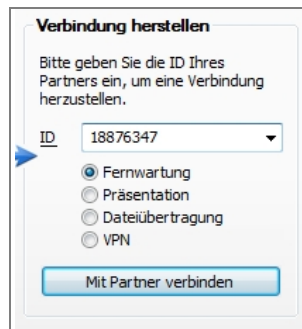 Verbindung herstellen
Bitte geben Sie die ID Ihres
Partners ein, um eine Verbindung
herzustellen.
ID 18876347
Fernwartung
Präsentation
Dateiübertragung
VPN
Mit Partner verbinden